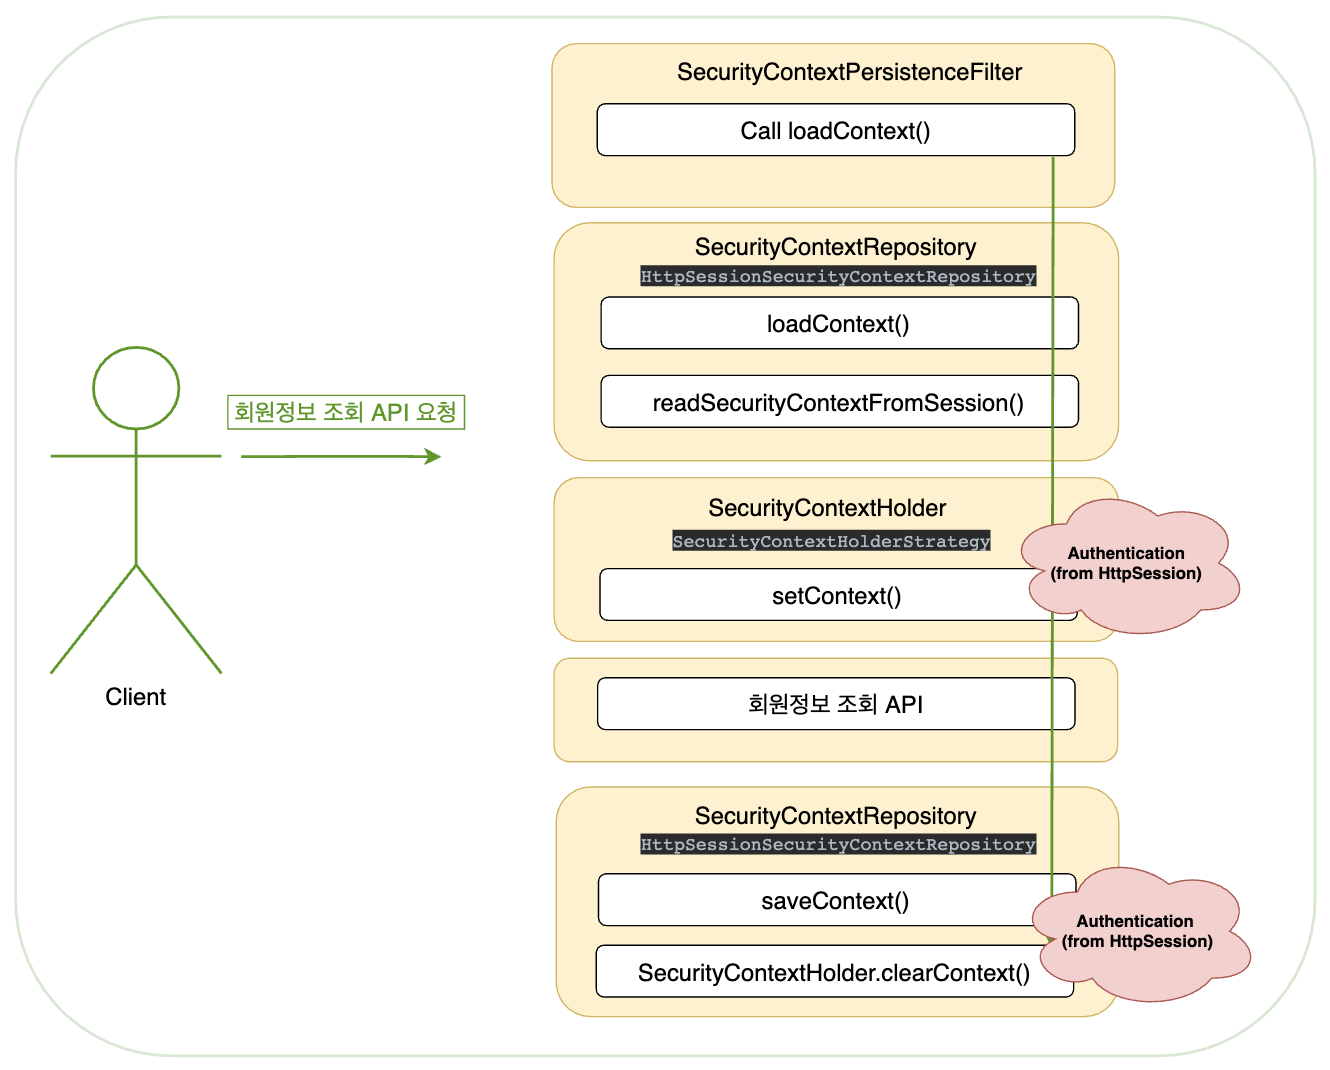 SecurityContextPersistenceFilter
Call loadContext()
SecurityContextRepository
HttpSessionSecurityContextRepository
loadContext()
readSecurityContextFromSession()
회원정보 조회 API 요청
Client
SecurityContextHolder
SecurityContextHolderStrategy
setContext()
Authentication
(from HttpSession)
회원정보 조회 API
SecurityContextRepository
HttpSessionSecurityContextRepository
saveContext()
SecurityContextHolder.clearContext()
Authentication
(from HttpSession)